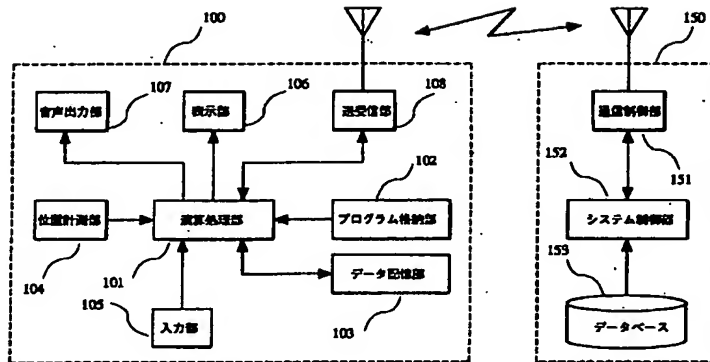 100
150
107
106
108
音声出力部
表示部
送受信部
通信制御部
102
152
151
位置計測部
演算処理部
プログラム格納部
システム制御部
104
101
データ記憶部
153
105
入力部
103
データベース